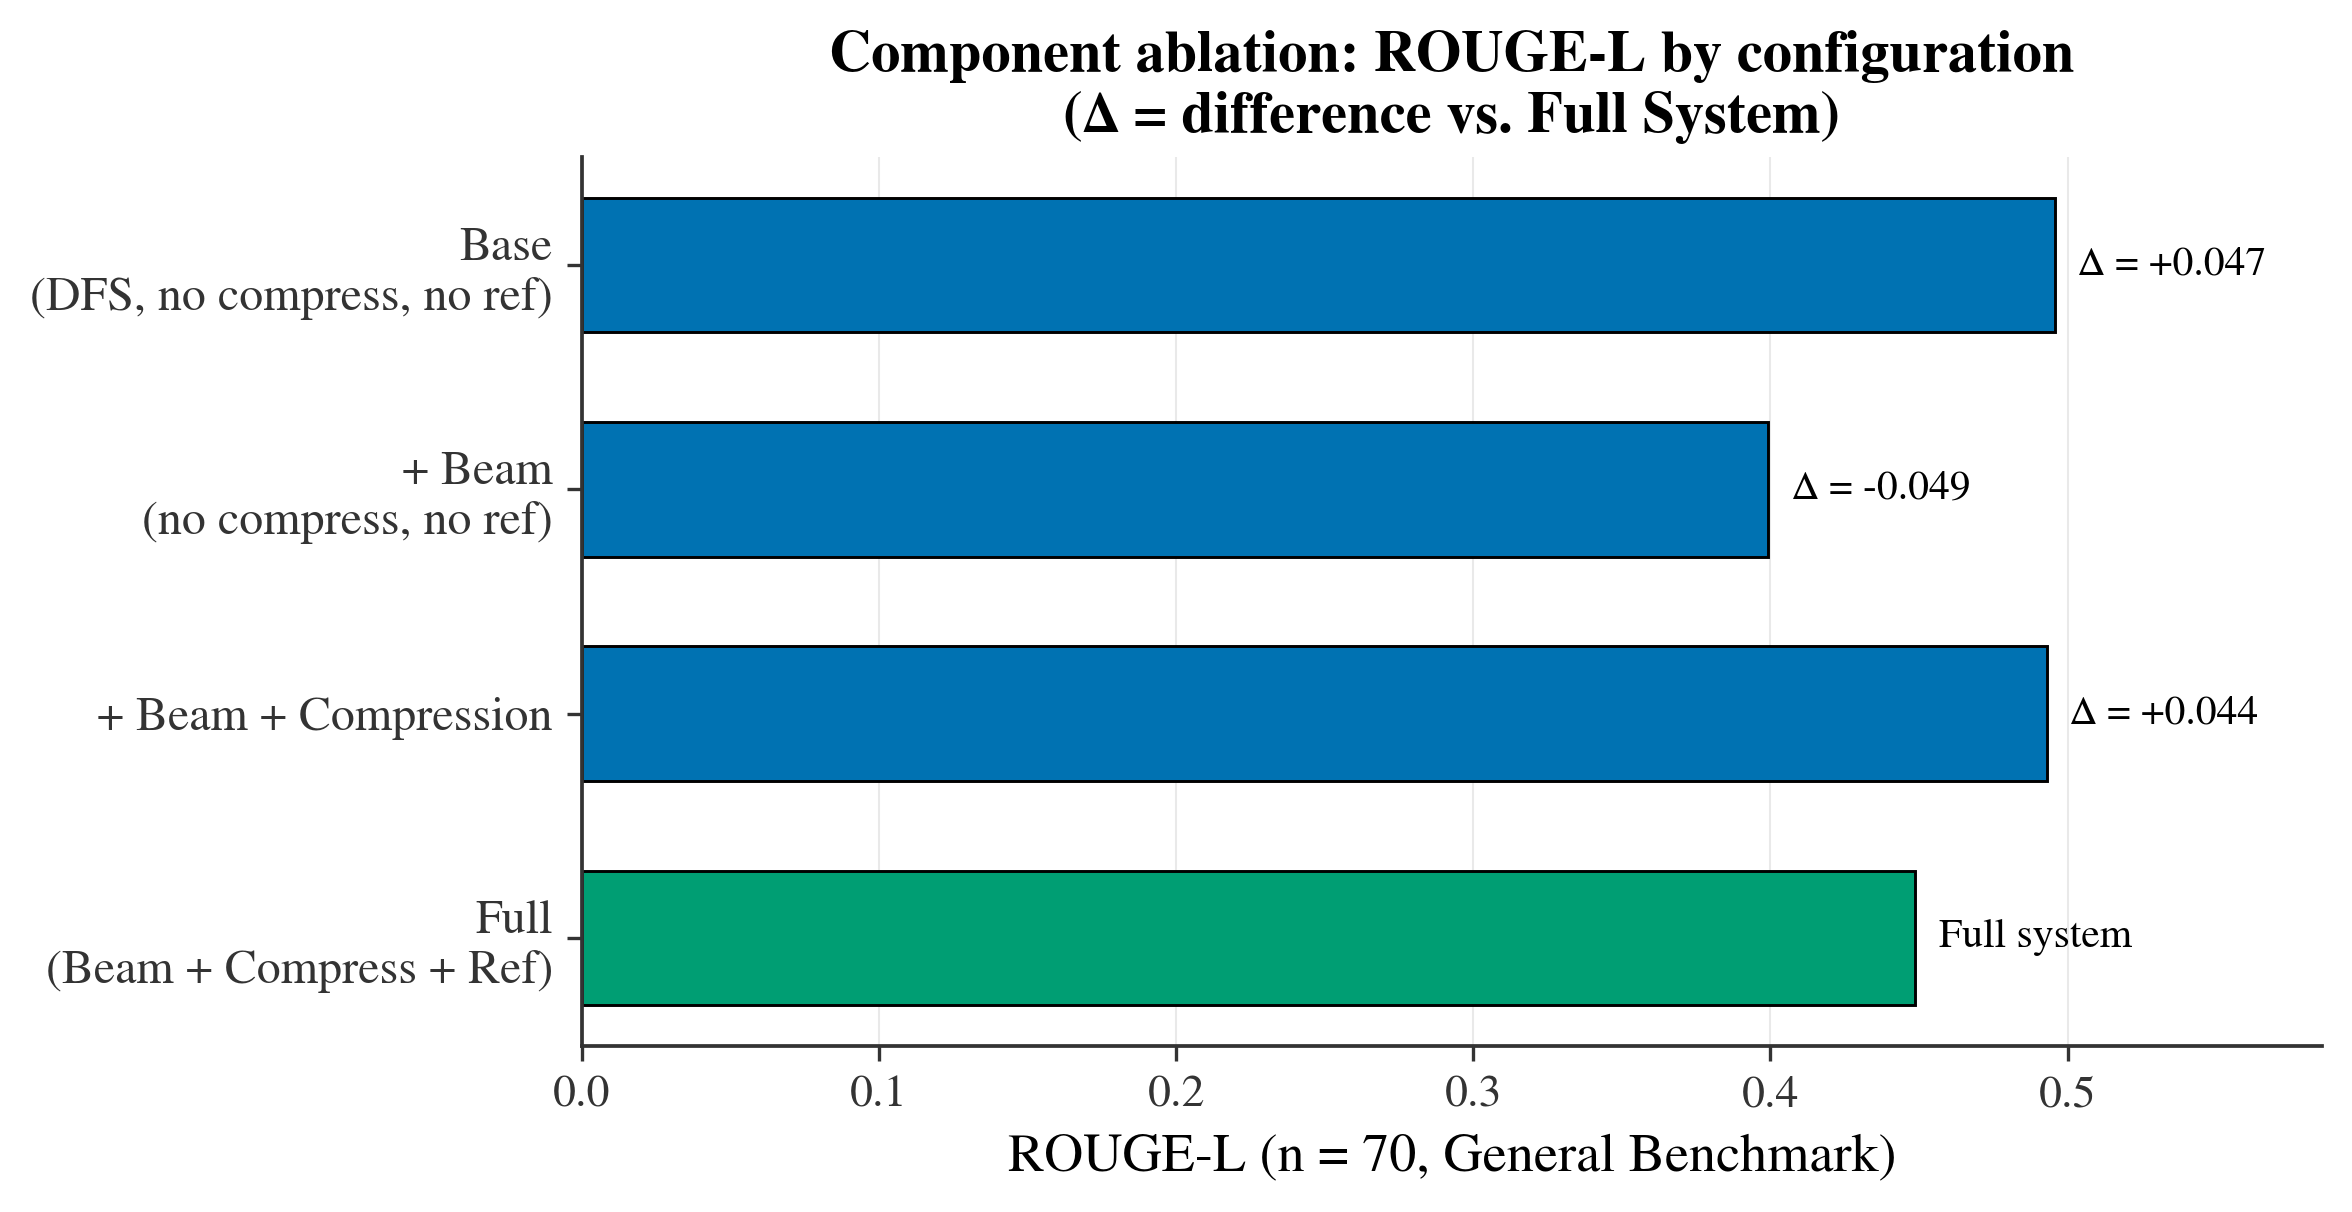 Component ablation: ROUGE-L by configuration
(Δ = difference vs. Full System)
Base
(DFS, no compress, no ref)
Δ = +0.047
+ Beam
(no compress, no ref)
Δ = -0.049
+ Beam + Compression
Δ = +0.044
Full
(Beam + Compress + Ref)
Full system
0.0 0.1 0.2 0.3 0.4 0.5
ROUGE-L (n = 70, General Benchmark)